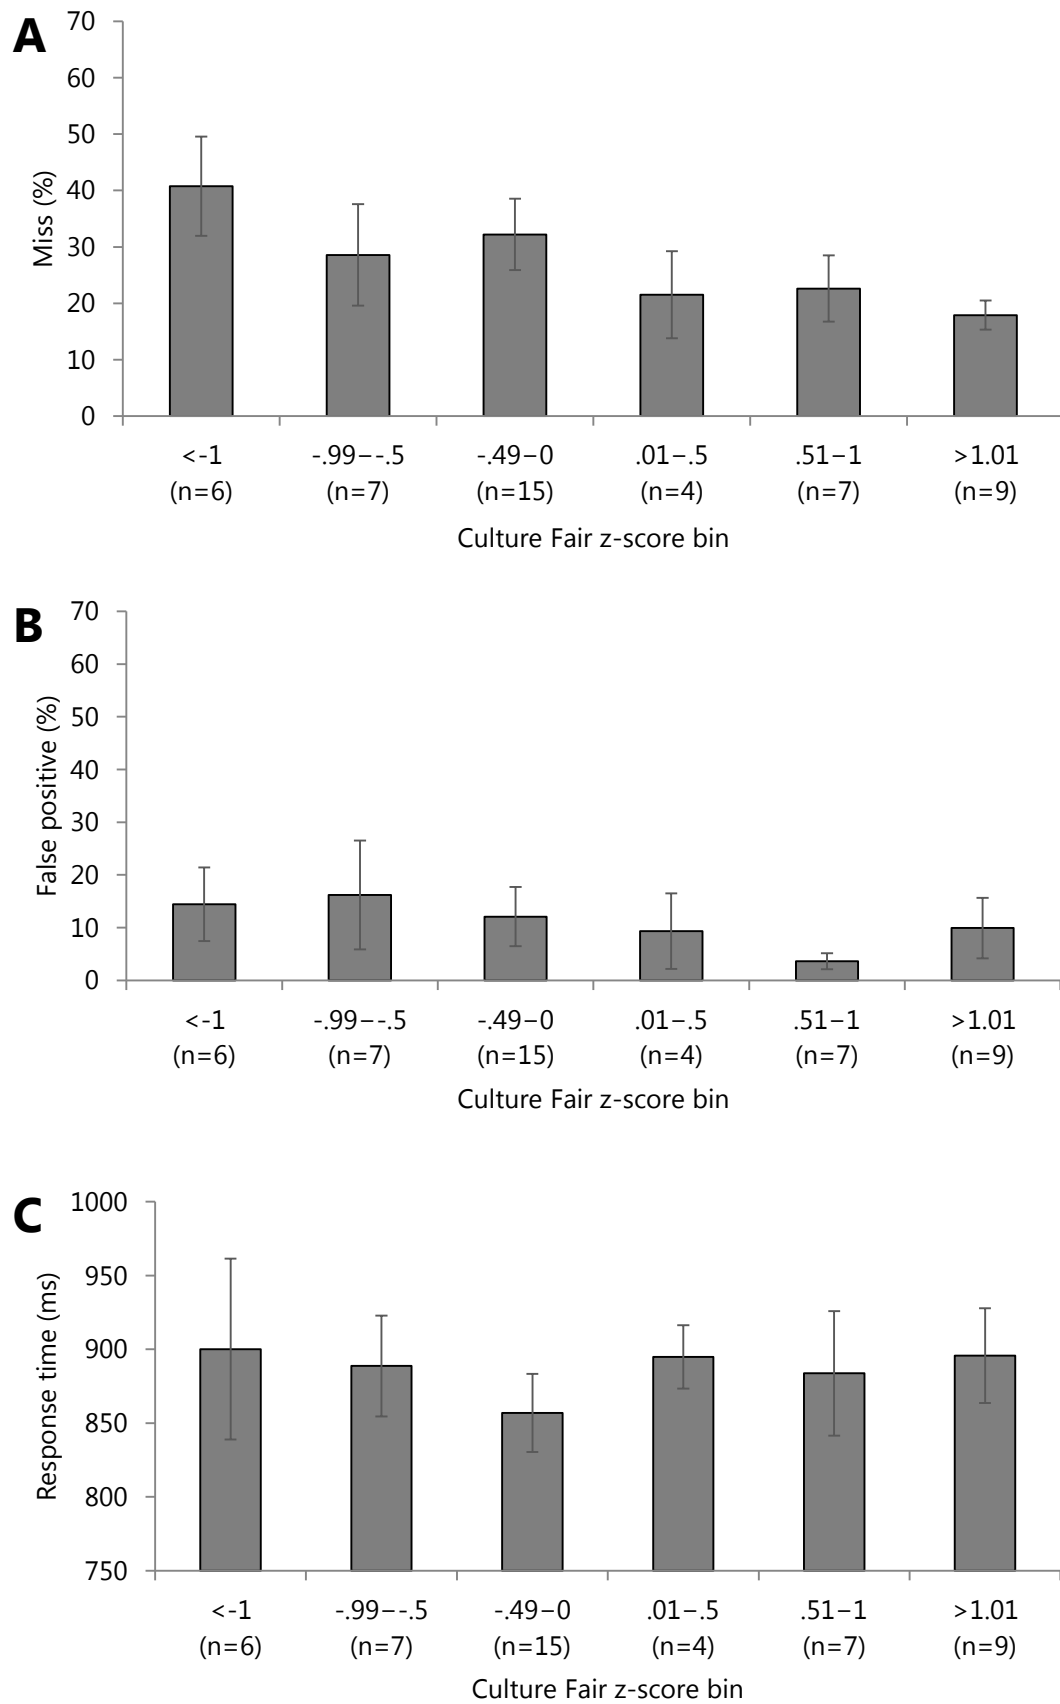 A
70
60
50
40
30
20
10
0
Miss (%)
<-1 -.99–-.5 -.49–0 .01–.5 .51–1 >1.01
(n=6) (n=7) (n=15) (n=4) (n=7) (n=9)
Culture Fair z-score bin
B
70
60
50
40
30
20
10
0
False positive (%)
<-1 -.99–-.5 -.49–0 .01–.5 .51–1 >1.01
(n=6) (n=7) (n=15) (n=4) (n=7) (n=9)
Culture Fair z-score bin
C
1000
950
900
850
800
750
Response time (ms)
<-1 -.99–-.5 -.49–0 .01–.5 .51–1 >1.01
(n=6) (n=7) (n=15) (n=4) (n=7) (n=9)
Culture Fair z-score bin